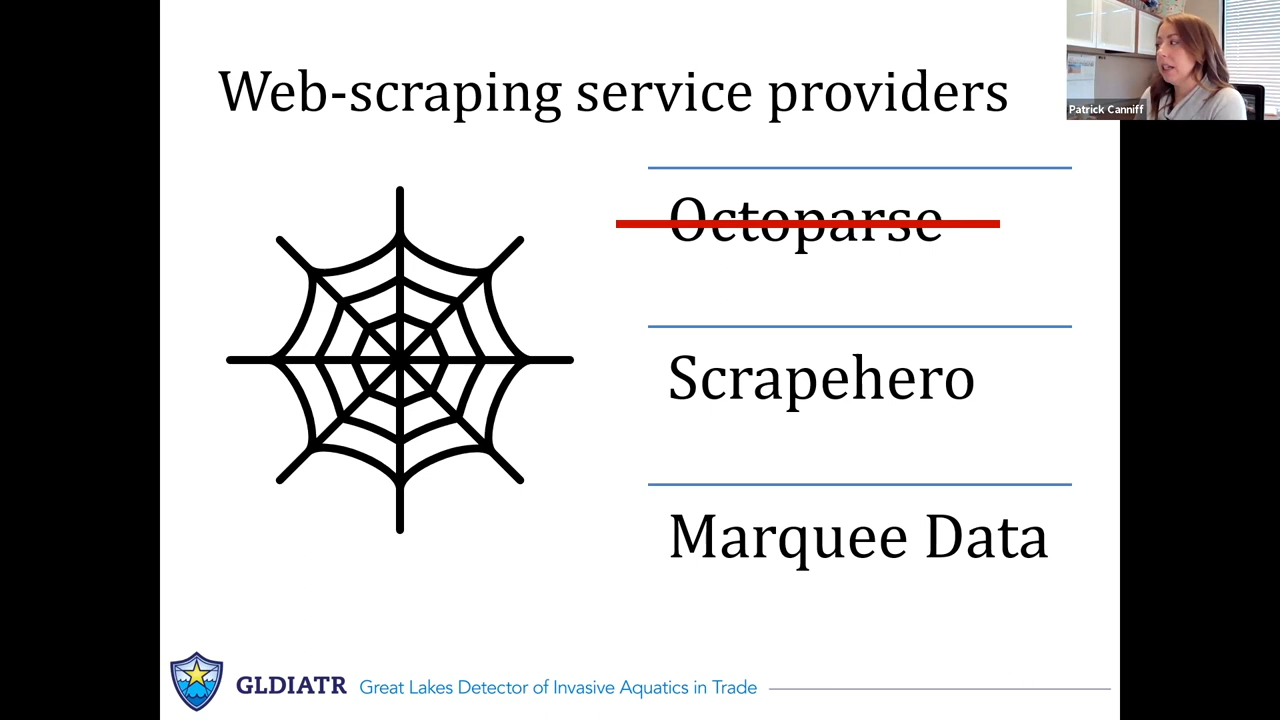 Web-scraping service providers
Patrick Canniff
Octoparse
Scrapehero
Marquee Data
GLDIATR Great Lakes Detector of Invasive Aquatics in Trade